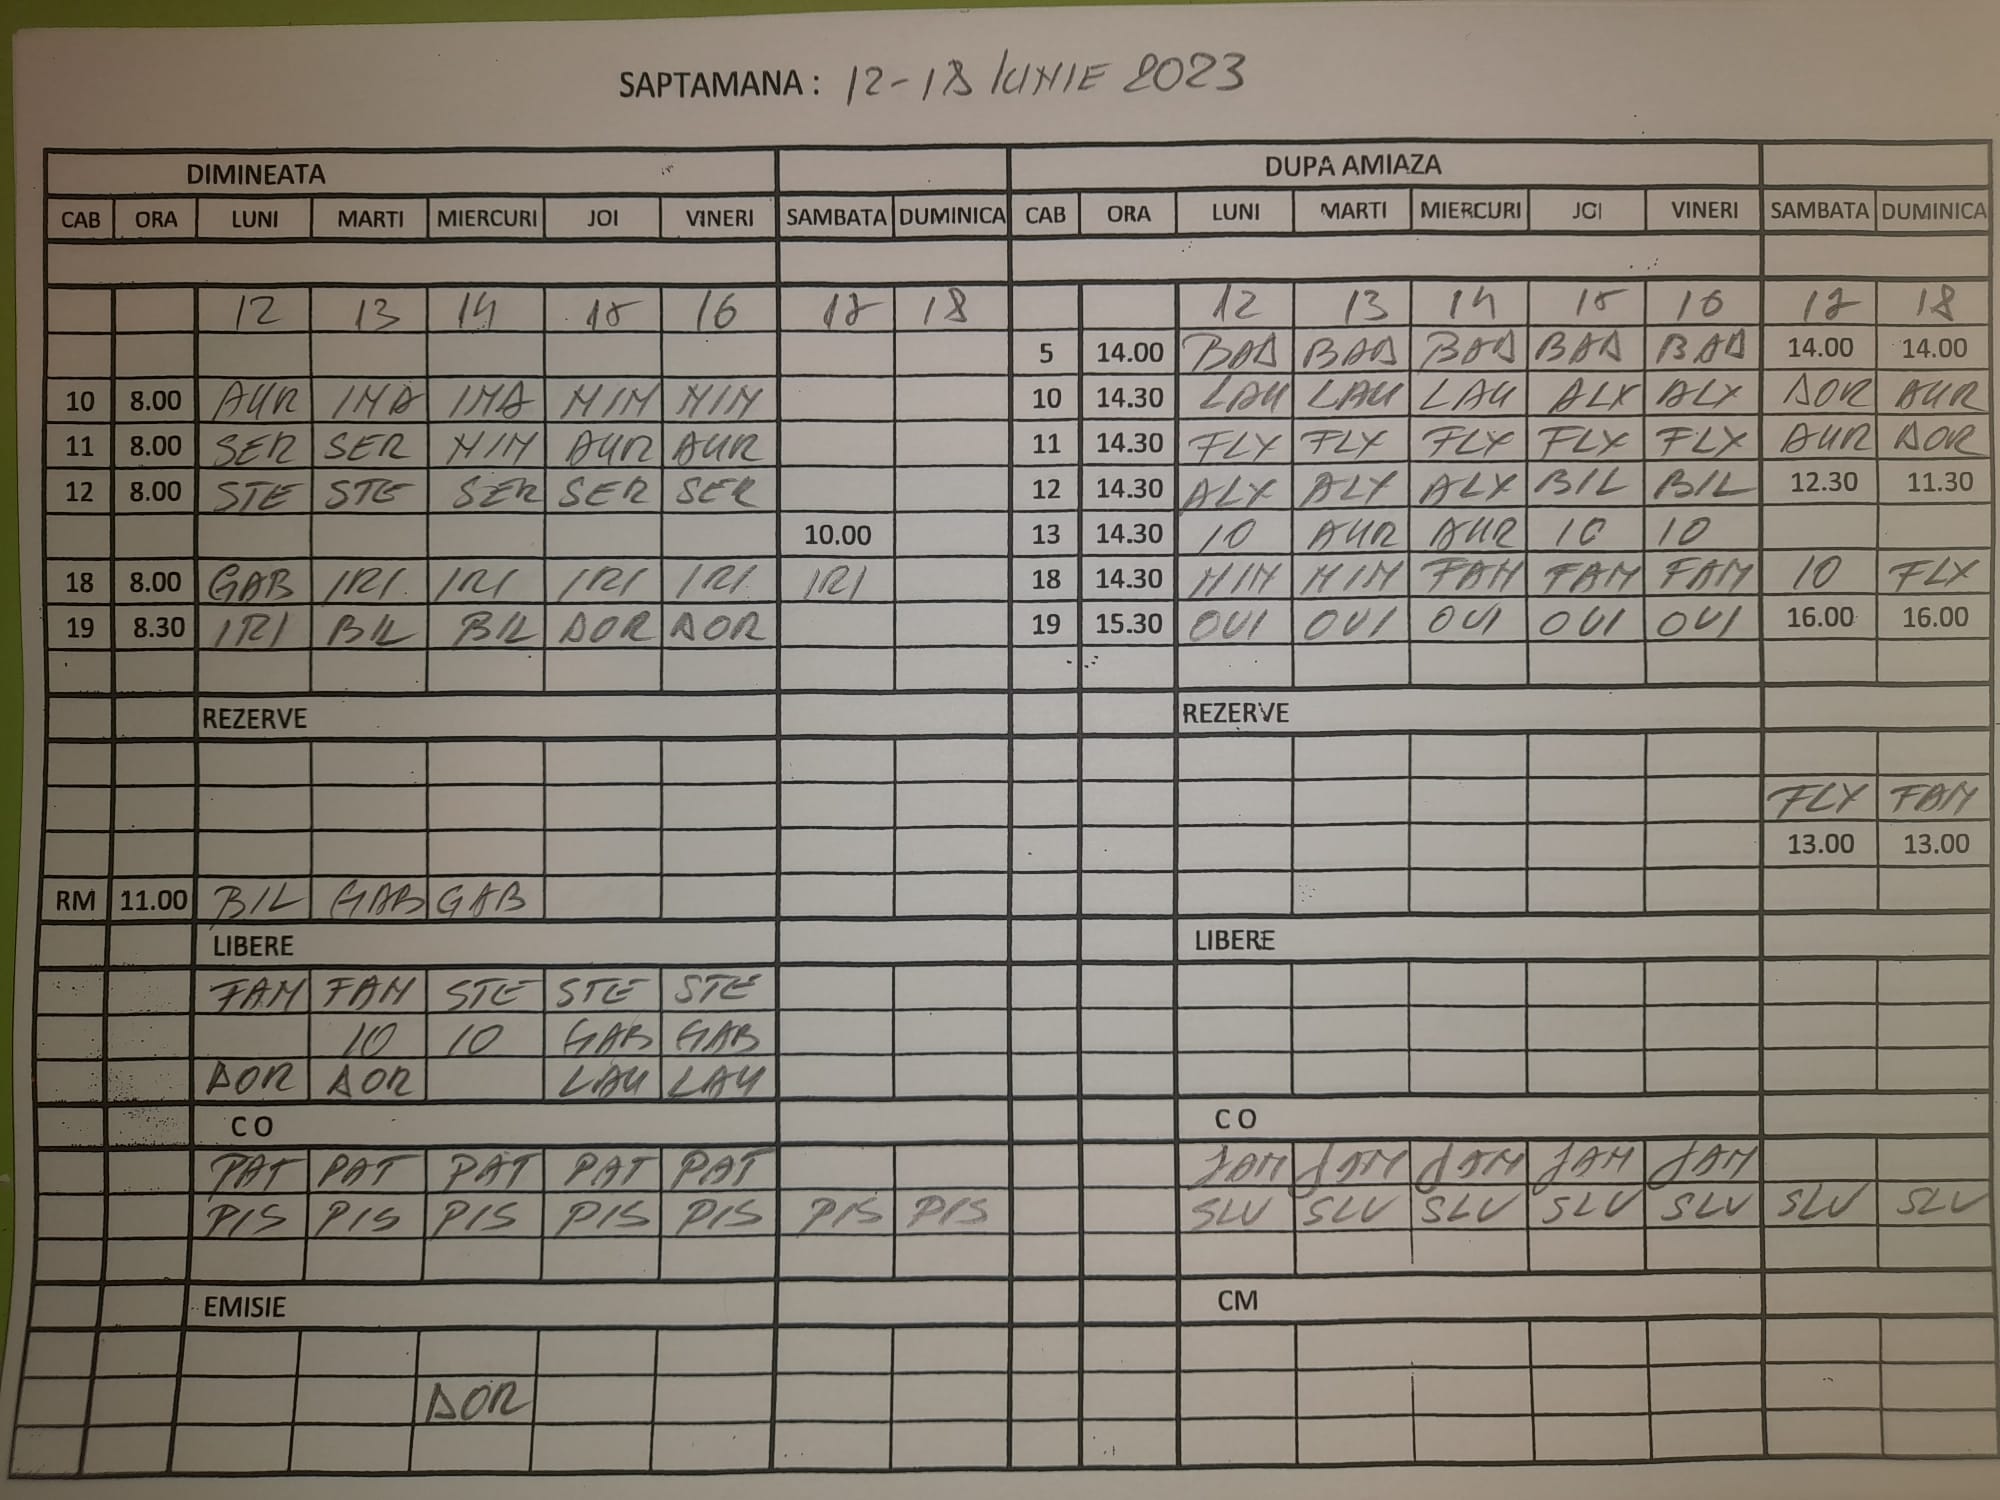 SAPTAMANA : 12-18 IUNIE 2023
DIMINEATA DUPA AMIAZA
CAB ORA LUNI MARTI MIERCURI JOI VINERI SAMBATA DUMINICA CAB ORA LUNI MARTI MIERCURI JOI VINERI SAMBATA DUMINICA
12 13 14 15 16 17 18 12 13 14 15 16 17 18
5 14.00 BAD BAD BAD BAD BAD 14.00 14.00
10 8.00 AUR IMA IMA MIM MIM 10 14.30 LAU LAU LAU ALX ALX DOR AUR
11 8.00 SER SER MIM AUR AUR 11 14.30 FLX FLX FLX FLX FLX AUR DOR
12 8.00 STE STE SER SER SER 12 14.30 ALX ALX ALX BIL BIL 12.30 11.30
10.00 13 14.30 IO AUR AUR IO IO
18 8.00 GAB IRI IRI IRI IRI IRI 18 14.30 MIM MIM FAM FAM FAM IO FLX
19 8.30 IRI BIL BIL DOR DOR 19 15.30 OVI OVI OVI OVI OVI 16.00 16.00
REZERVE REZERVE
FLX FAM
13.00 13.00
RM 11.00 BIL GAB GAB
LIBERE LIBERE
FAM FAM STE STE STE
IO IO GAB GAB
DOR DOR LAU LAU
C O C O
PAT PAT PAT PAT PAT JAM JAM JAM JAM JAM
PIS PIS PIS PIS PIS PIS PIS SLV SLV SLV SLV SLV SLV SLV
EMISIE CM
DOR